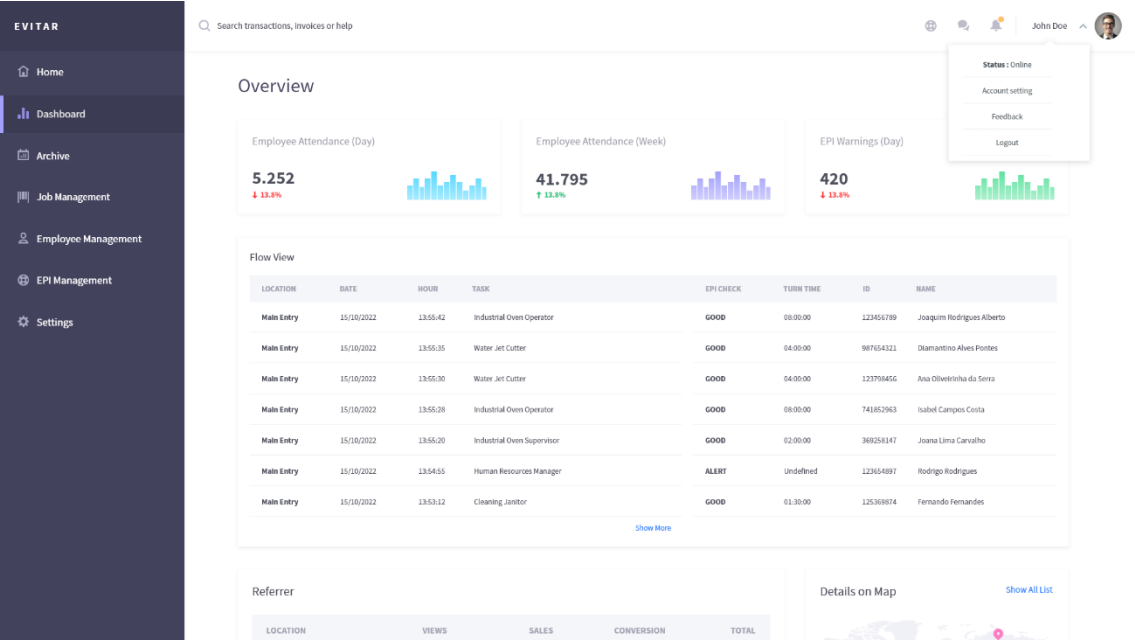 EVITAR
Search transactions, invoices or help
John Doe
Status : Online
Account setting
Feedback
Logout
Home
Dashboard
Archive
Job Management
Employee Management
EPI Management
Settings
Overview
Employee Attendance (Day)
5.252
13.8%
Employee Attendance (Week)
41.795
13.8%
EPI Warnings (Day)
420
13.8%
Flow View
LOCATION DATE HOUR TASK EPI CHECK TURN TIME ID NAME
Main Entry 15/10/2022 13:55:42 Industrial Oven Operator GOOD 08:00:00 123456789 Joaquim Rodrigues Alberto
Main Entry 15/10/2022 13:55:35 Water Jet Cutter GOOD 04:00:00 987654321 Diamantino Alves Pontes
Main Entry 15/10/2022 13:55:30 Water Jet Cutter GOOD 04:00:00 123798456 Ana Oliveirinha da Serra
Main Entry 15/10/2022 13:55:28 Industrial Oven Operator GOOD 08:00:00 741852963 Isabel Campos Costa
Main Entry 15/10/2022 13:55:20 Industrial Oven Supervisor GOOD 02:00:00 369258147 Joana Lima Carvalho
Main Entry 15/10/2022 13:54:55 Human Resources Manager ALERT Undefined 123654897 Rodrigo Rodrigues
Main Entry 15/10/2022 13:53:12 Cleaning Janitor GOOD 01:30:00 125369874 Fernando Fernandes
Show More
Referrer
LOCATION VIEWS SALES CONVERSION TOTAL
Details on Map
Show All List